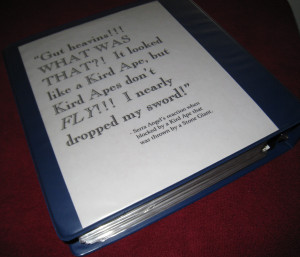 "Gut heavins!!!
WHAT WAS
THAT?! It looked
like a Kird Ape, but
Kird Apes don't
FLY?!!! I nearly
dropped my sword!"
- Serra Angel's reaction when
blocked by a Kird Ape that
was thrown by a Stone Giant.